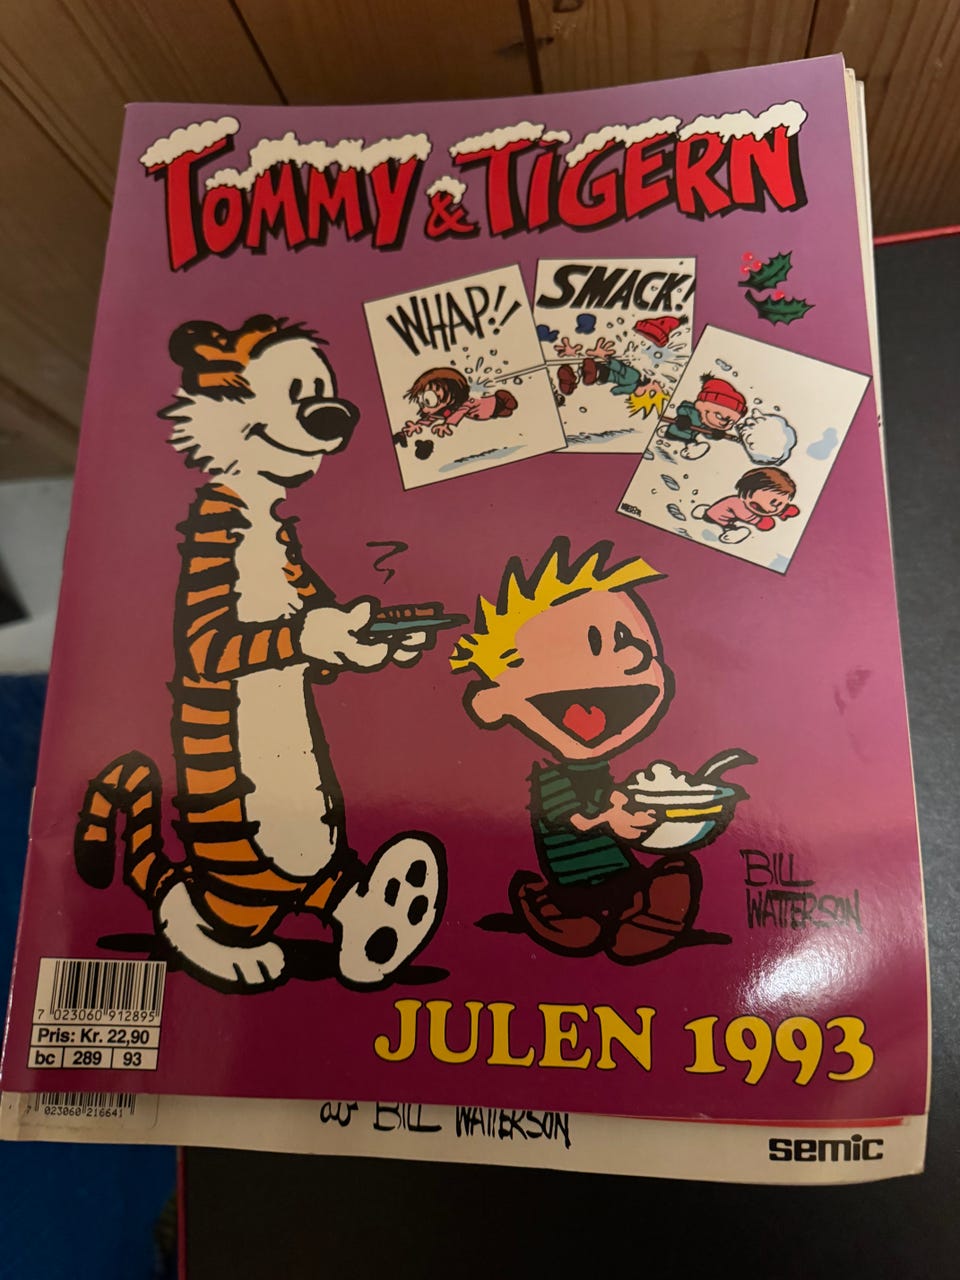 TOMMY & TIGERN
WHAP!!
SMACK!
BILL
WATTERSON
7 023060 912895
Pris: Kr. 22,90
bc 289 93
JULEN 1993
7 023060 216641
BILL WATTERSON
semic